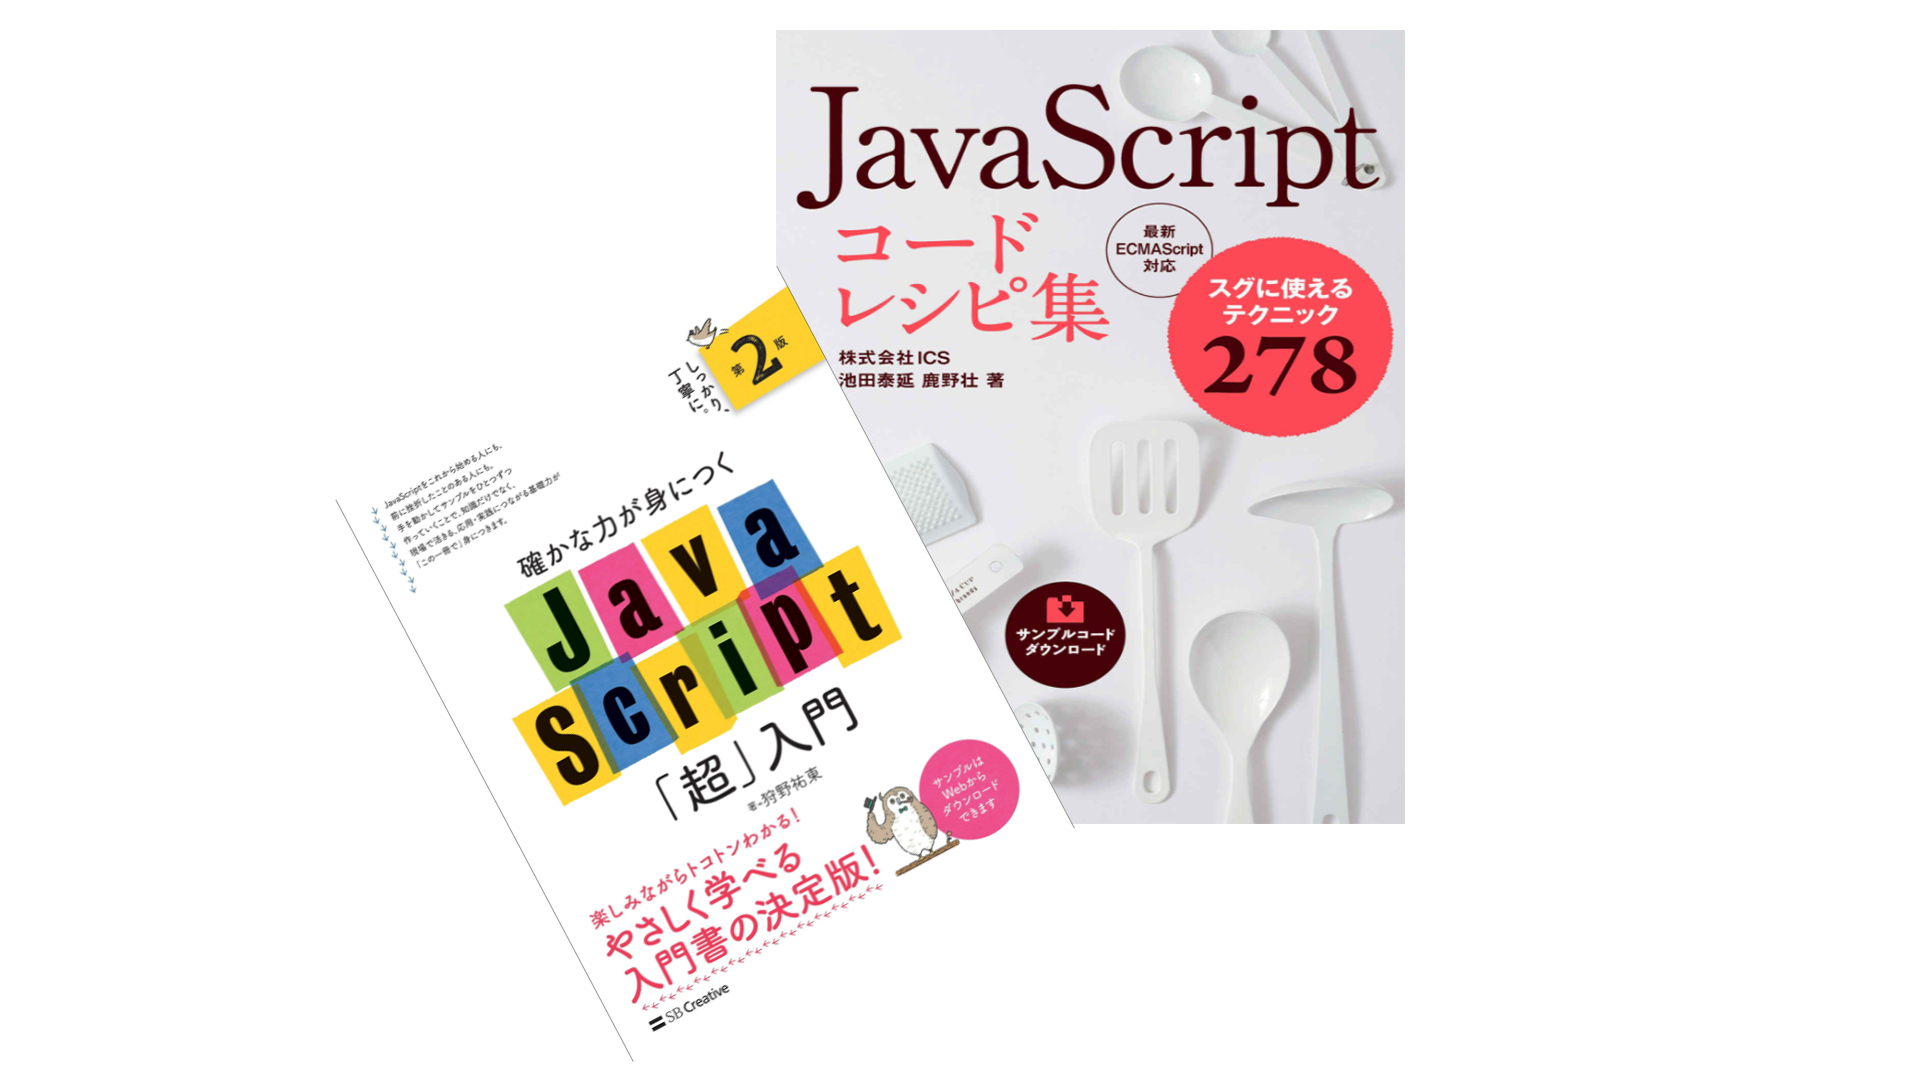 JavaScript
コード
レシピ集
最新
ECMAScript
対応
スグに使える
テクニック
278
株式会社ICS
池田泰延 鹿野壮 著
サンプルコード
ダウンロード
第2版
しっかり、
丁寧に。
JavaScriptをこれから始める人にも、
前に挫折したことのある人にも。
手を動かしてサンプルをひとつずつ
作っていくことで、知識だけでなく、
現場で活きる、応用・実践につながる基礎力が
「この一冊で」身につきます。
確かな力が身につく
Java
Script
「超」入門
著-狩野祐東
サンプルは
Webから
ダウンロード
できます
楽しみながらトコトンわかる！
やさしく学べる
入門書の決定版！
SB Creative